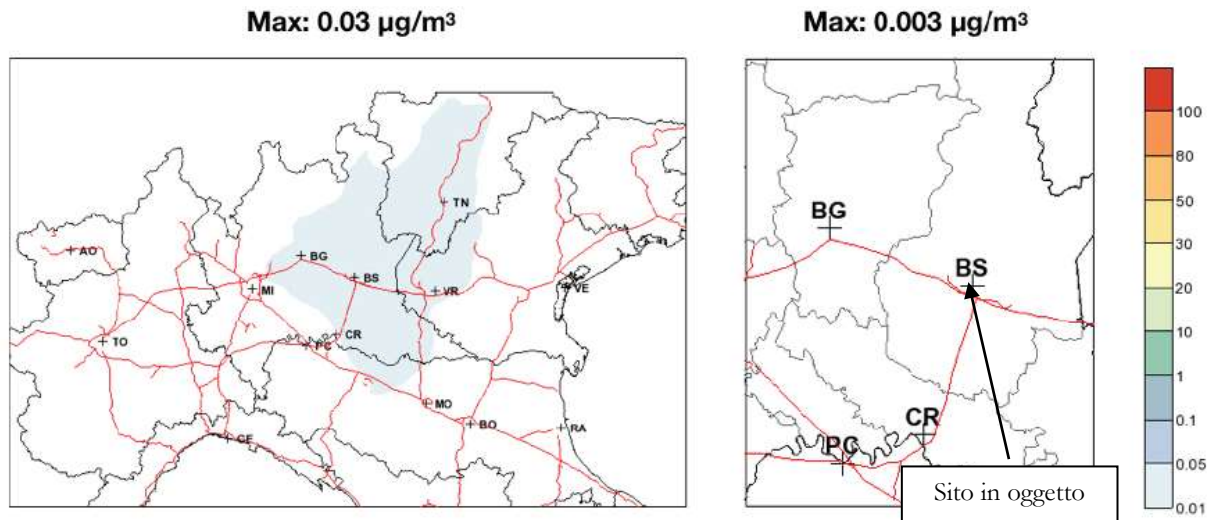 Max: 0.03 µg/m³
Max: 0.003 µg/m³
TN
AO
BG
BS
MI
VR
VE
CR
TO
PC
MO
BO
RA
GE
BG
BS
CR
PC
Sito in oggetto
100
80
50
30
20
10
1
0.1
0.05
0.01